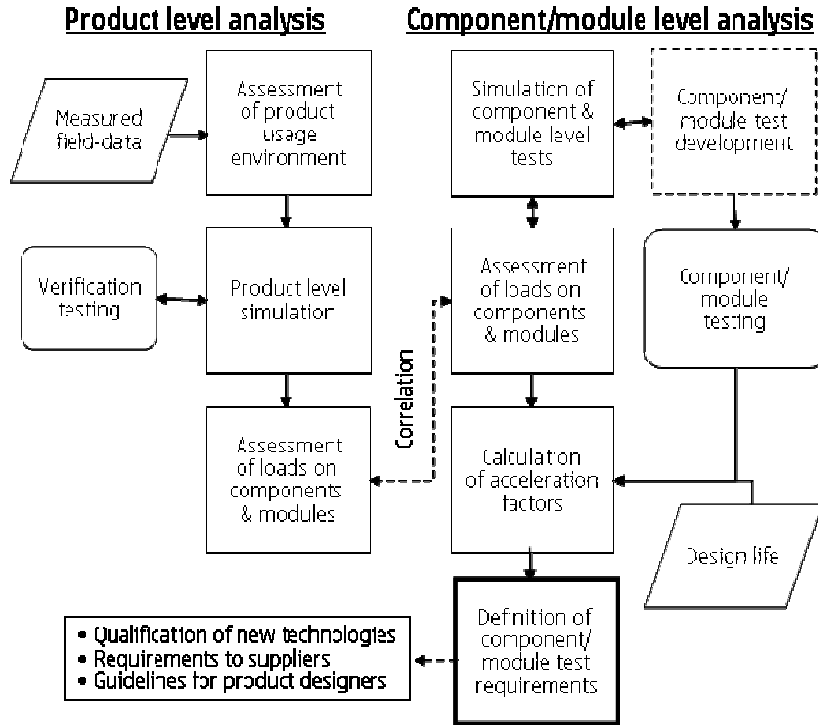 Product level analysis
Measured
field-data
Assessment
of product
usage
environment
Verification
testing
Product level
simulation
Assessment
of loads on
components
& modules
Correlation
Component/module level analysis
Simulation of
component &
module level
tests
Component/
module test
development
Assessment
of loads on
components
& modules
Component/
module
testing
Calculation
of acceleration
factors
Design life
Definition of
component/
module test
requirements
• Qualification of new technologies
• Requirements to suppliers
• Guidelines for product designers